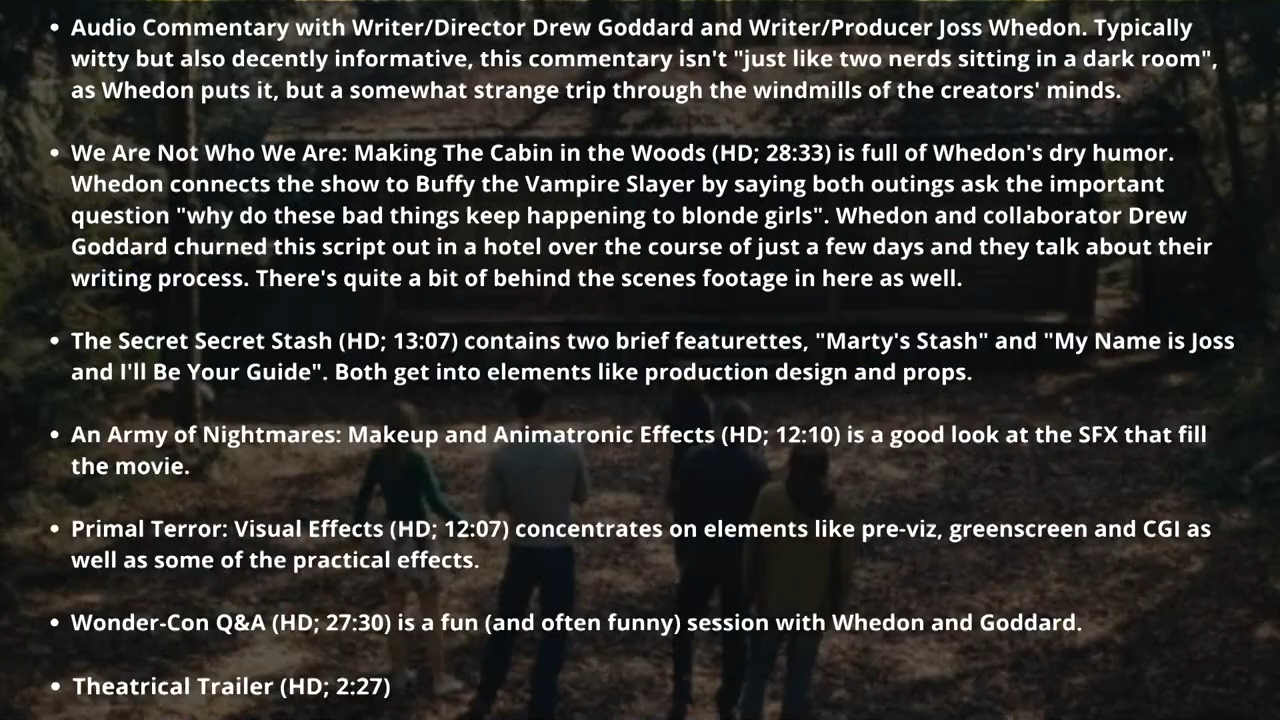 • Audio Commentary with Writer/Director Drew Goddard and Writer/Producer Joss Whedon. Typically
witty but also decently informative, this commentary isn't "just like two nerds sitting in a dark room",
as Whedon puts it, but a somewhat strange trip through the windmills of the creators' minds.
• We Are Not Who We Are: Making The Cabin in the Woods (HD; 28:33) is full of Whedon's dry humor.
Whedon connects the show to Buffy the Vampire Slayer by saying both outings ask the important
question "why do these bad things keep happening to blonde girls". Whedon and collaborator Drew
Goddard churned this script out in a hotel over the course of just a few days and they talk about their
writing process. There's quite a bit of behind the scenes footage in here as well.
• The Secret Secret Stash (HD; 13:07) contains two brief featurettes, "Marty's Stash" and "My Name is Joss
and I'll Be Your Guide". Both get into elements like production design and props.
• An Army of Nightmares: Makeup and Animatronic Effects (HD; 12:10) is a good look at the SFX that fill
the movie.
• Primal Terror: Visual Effects (HD; 12:07) concentrates on elements like pre-viz, greenscreen and CGI as
well as some of the practical effects.
• Wonder-Con Q&A (HD; 27:30) is a fun (and often funny) session with Whedon and Goddard.
• Theatrical Trailer (HD; 2:27)